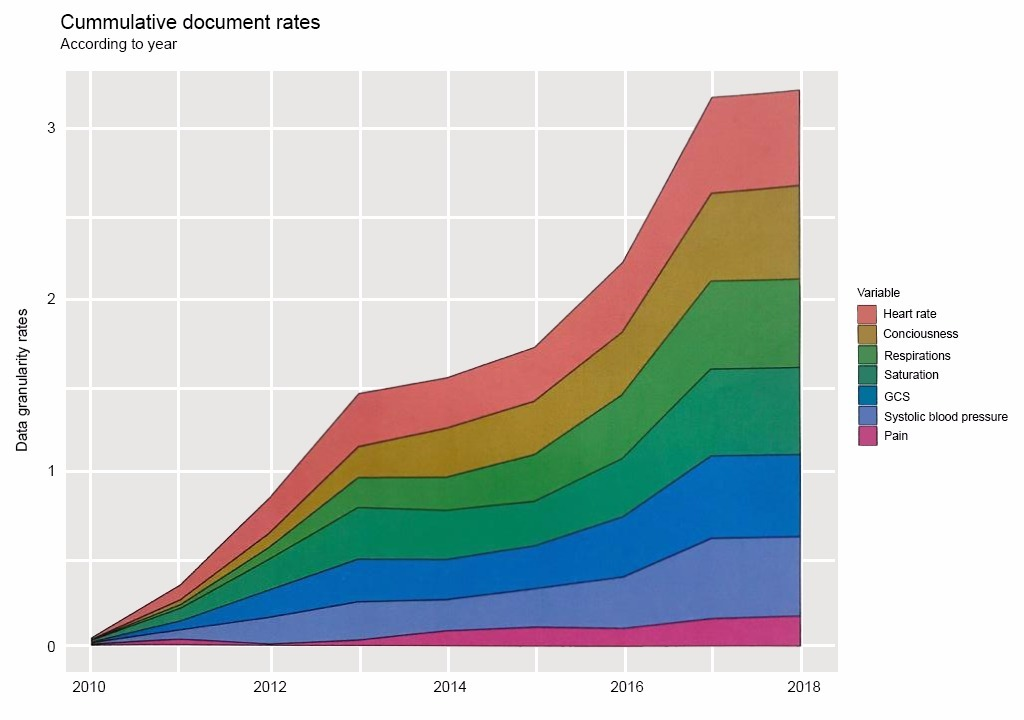 Cummulative document rates
According to year
Data granularity rates
3
2
1
0
2010
2012
2014
2016
2018
Variable
Heart rate
Conciousness
Respirations
Saturation
GCS
Systolic blood pressure
Pain